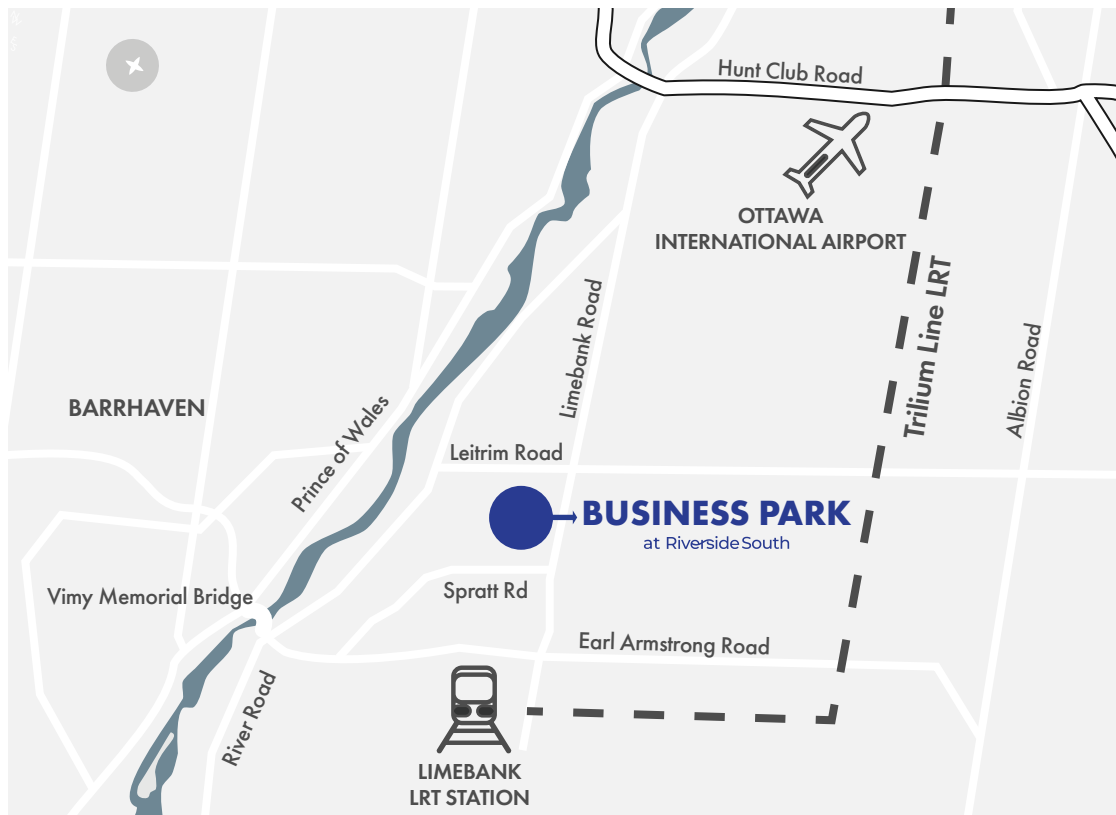 Hunt Club Road
OTTAWA
INTERNATIONAL AIRPORT
Trilium Line LRT
Limebank Road
Albion Road
BARRHAVEN
Prince of Wales
Leitrim Road
BUSINESS PARK
at Riverside South
Spratt Rd
Vimy Memorial Bridge
Earl Armstrong Road
River Road
LIMEBANK
LRT STATION